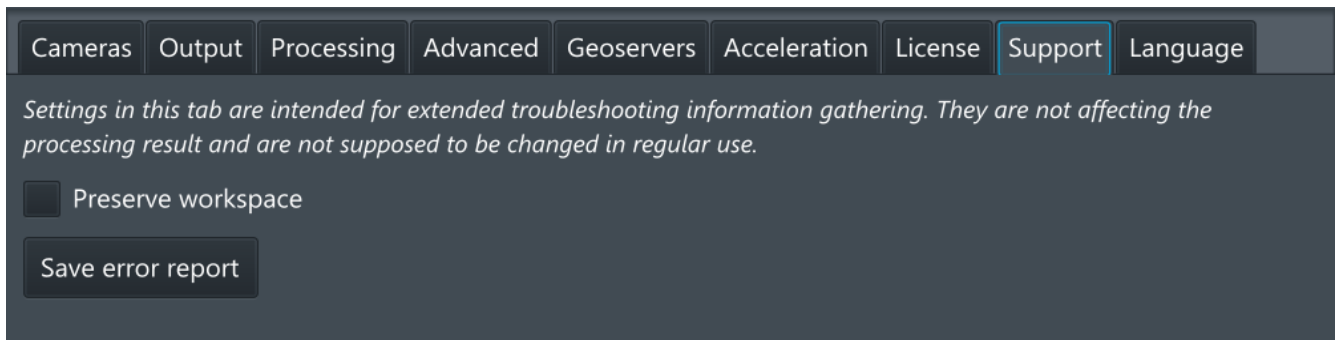 Cameras Output Processing Advanced Geoservers Acceleration License Support Language
Settings in this tab are intended for extended troubleshooting information gathering. They are not affecting the
processing result and are not supposed to be changed in regular use.
Preserve workspace
Save error report